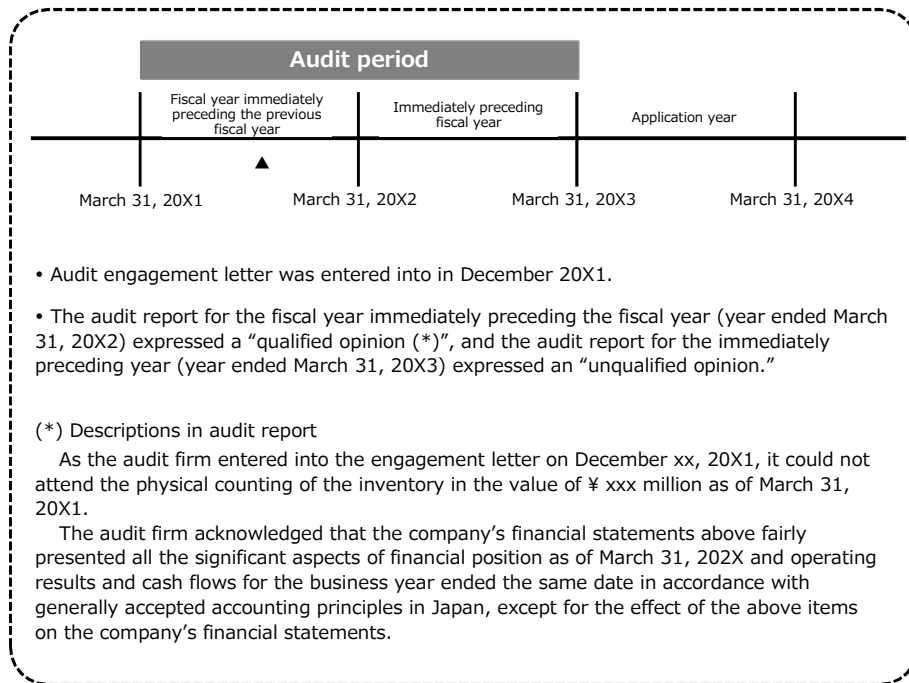 Audit period
Fiscal year immediately
preceding the previous
fiscal year
Immediately preceding
fiscal year
Application year
▲
March 31, 20X1
March 31, 20X2
March 31, 20X3
March 31, 20X4
• Audit engagement letter was entered into in December 20X1.
• The audit report for the fiscal year immediately preceding the fiscal year (year ended March
31, 20X2) expressed a “qualified opinion (*)”, and the audit report for the immediately
preceding year (year ended March 31, 20X3) expressed an “unqualified opinion.”
(*) Descriptions in audit report
As the audit firm entered into the engagement letter on December xx, 20X1, it could not
attend the physical counting of the inventory in the value of ¥ xxx million as of March 31,
20X1.
The audit firm acknowledged that the company’s financial statements above fairly
presented all the significant aspects of financial position as of March 31, 202X and operating
results and cash flows for the business year ended the same date in accordance with
generally accepted accounting principles in Japan, except for the effect of the above items
on the company’s financial statements.